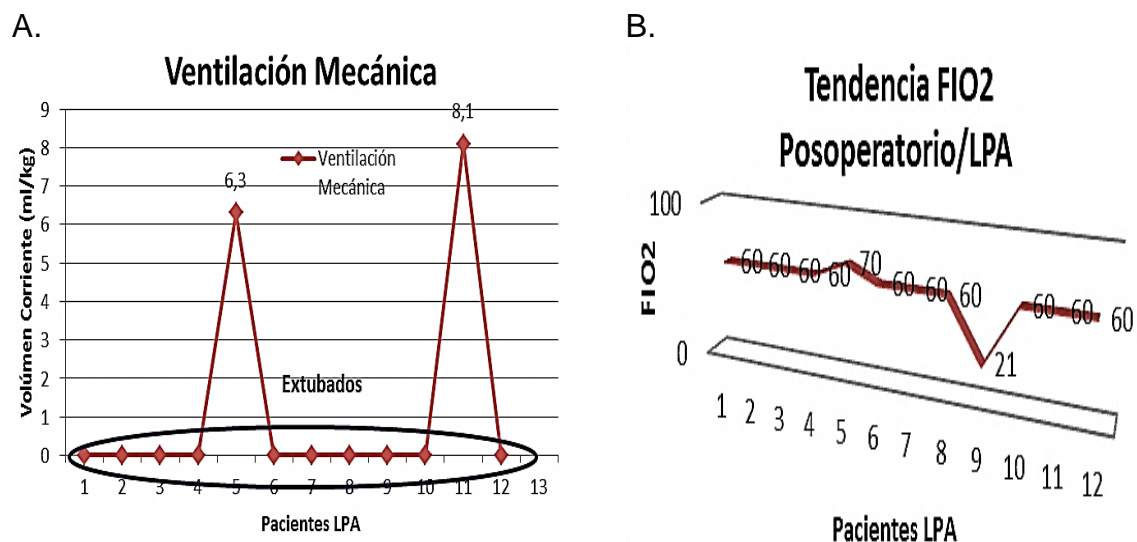 A.
Ventilación Mecánica
Volúmen Corriente (ml/kg)
9
8
7
6
5
4
3
2
1
0
8,1
6,3
Ventilación
Mecánica
Extubados
1 2 3 4 5 6 7 8 9 10 11 12 13
Pacientes LPA
B.
Tendencia FIO2
Posoperatorio/LPA
FIO2
100
0
60 60 60 60 70 60 60 60 21 60 60 60
1 2 3 4 5 6 7 8 9 10 11 12
Pacientes LPA